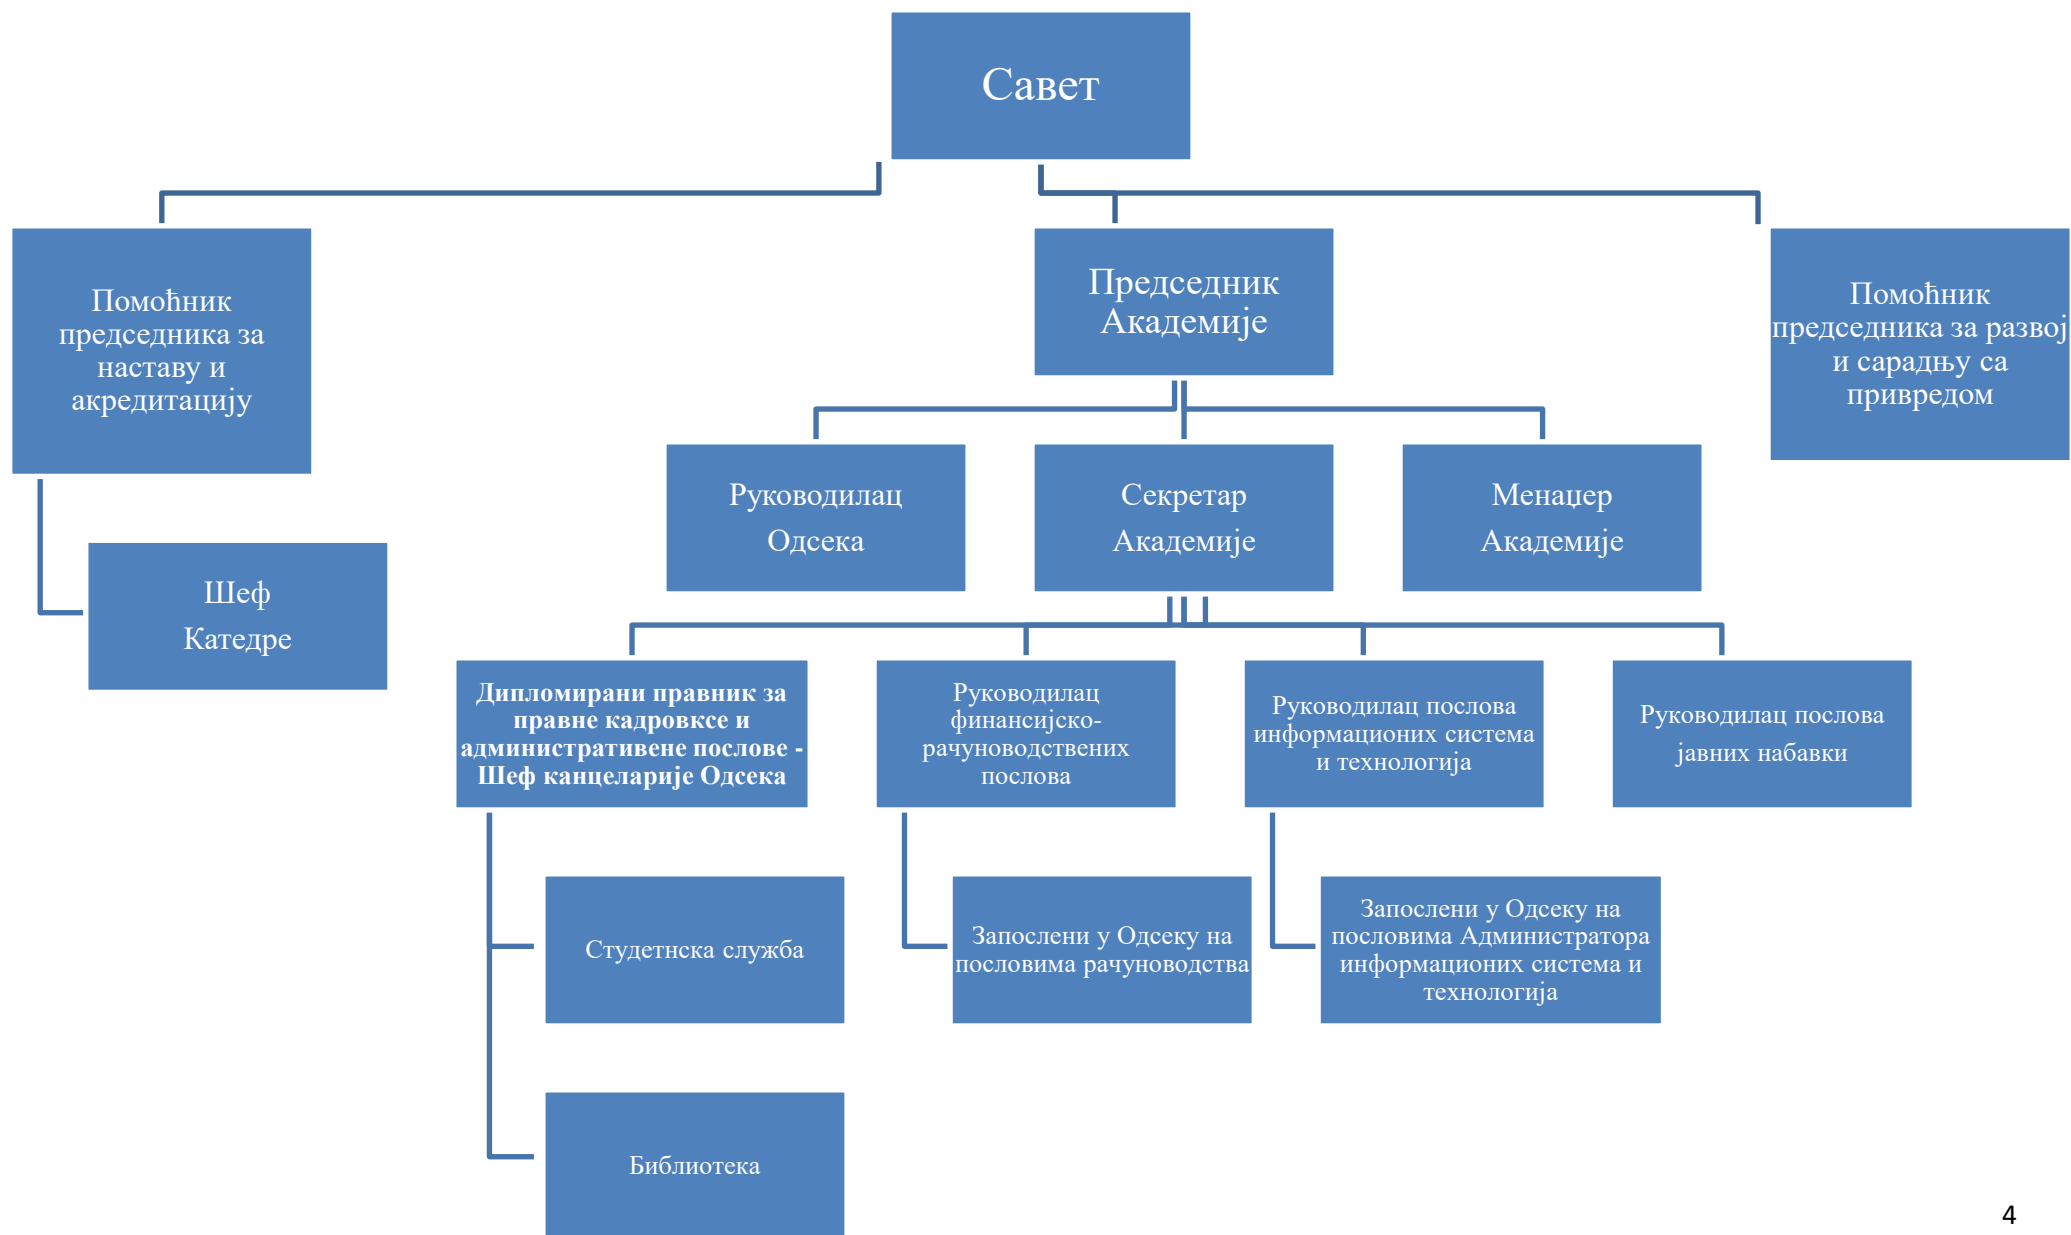 Савет
Помоћник
председника за
наставу и
акредитацију
Председник
Академије
Помоћник
председника за развој
и сарадњу са
привредом
Руководилац
Одсека
Секретар
Академије
Менаџер
Академије
Шеф
Катедре
Дипломирани правник за
правне кадровксе и
административене послове -
Шеф канцеларије Одсека
Руководилац
финансијско-
рачуноводствених
послова
Руководилац послова
информационих система
и технологија
Руководилац послова
јавних набавки
Студетнска служба
Запослени у Одсеку на
пословима рачуноводства
Запослени у Одсеку на
пословима Администратора
информационих система и
технологија
Библиотека
4